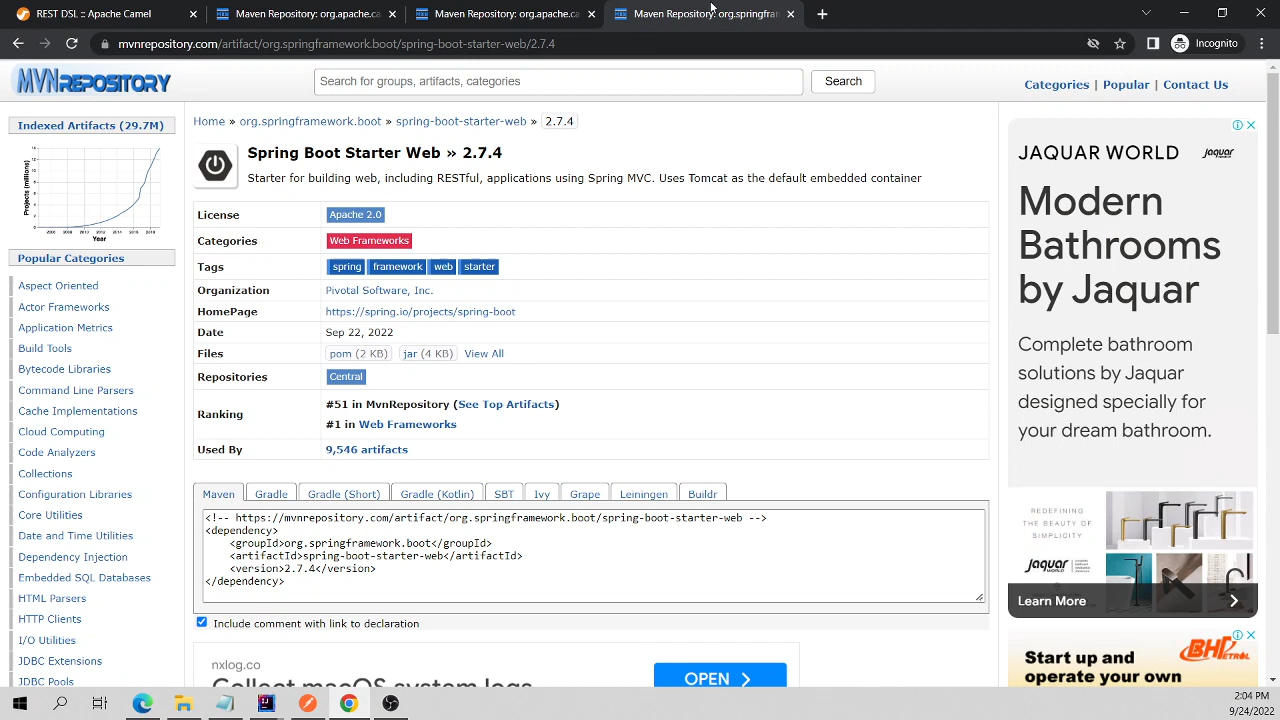 REST DSL :: Apache Camel
Maven Repository: org.apache.ca
Maven Repository: org.apache.ca
Maven Repository: org.springfram
mvnrepository.com/artifact/org.springframework.boot/spring-boot-starter-web/2.7.4
Incognito
MVNREPOSITORY
Search for groups, artifacts, categories
Search
Categories | Popular | Contact Us
Indexed Artifacts (29.7M)
Projects (millions)
Year
Popular Categories
Aspect Oriented
Actor Frameworks
Application Metrics
Build Tools
Bytecode Libraries
Command Line Parsers
Cache Implementations
Cloud Computing
Code Analyzers
Collections
Configuration Libraries
Core Utilities
Date and Time Utilities
Dependency Injection
Embedded SQL Databases
HTML Parsers
HTTP Clients
I/O Utilities
JDBC Extensions
JDBC Pools
Home » org.springframework.boot » spring-boot-starter-web » 2.7.4
Spring Boot Starter Web » 2.7.4
Starter for building web, including RESTful, applications using Spring MVC. Uses Tomcat as the default embedded container
License Apache 2.0
Categories Web Frameworks
Tags spring framework web starter
Organization Pivotal Software, Inc.
HomePage https://spring.io/projects/spring-boot
Date Sep 22, 2022
Files pom (2 KB) jar (4 KB) View All
Repositories Central
Ranking #51 in MvnRepository (See Top Artifacts)
#1 in Web Frameworks
Used By 9,546 artifacts
Maven Gradle Gradle (Short) Gradle (Kotlin) SBT Ivy Grape Leiningen Buildr
<!-- https://mvnrepository.com/artifact/org.springframework.boot/spring-boot-starter-web -->
<dependency>
<groupId>org.springframework.boot</groupId>
<artifactId>spring-boot-starter-web</artifactId>
<version>2.7.4</version>
</dependency>
Include comment with link to declaration
nxlog.co
Collect macOS system logs
OPEN
JAQUAR WORLD
Jaquar
Modern
Bathrooms
by Jaquar
Complete bathroom
solutions by Jaquar
designed specially for
your dream bathroom.
REDEFINING
THE BEAUTY OF
SIMPLICITY
Jaquar
Learn More
BHPETROL
Start up and
operate your own
2:04 PM
9/24/2022